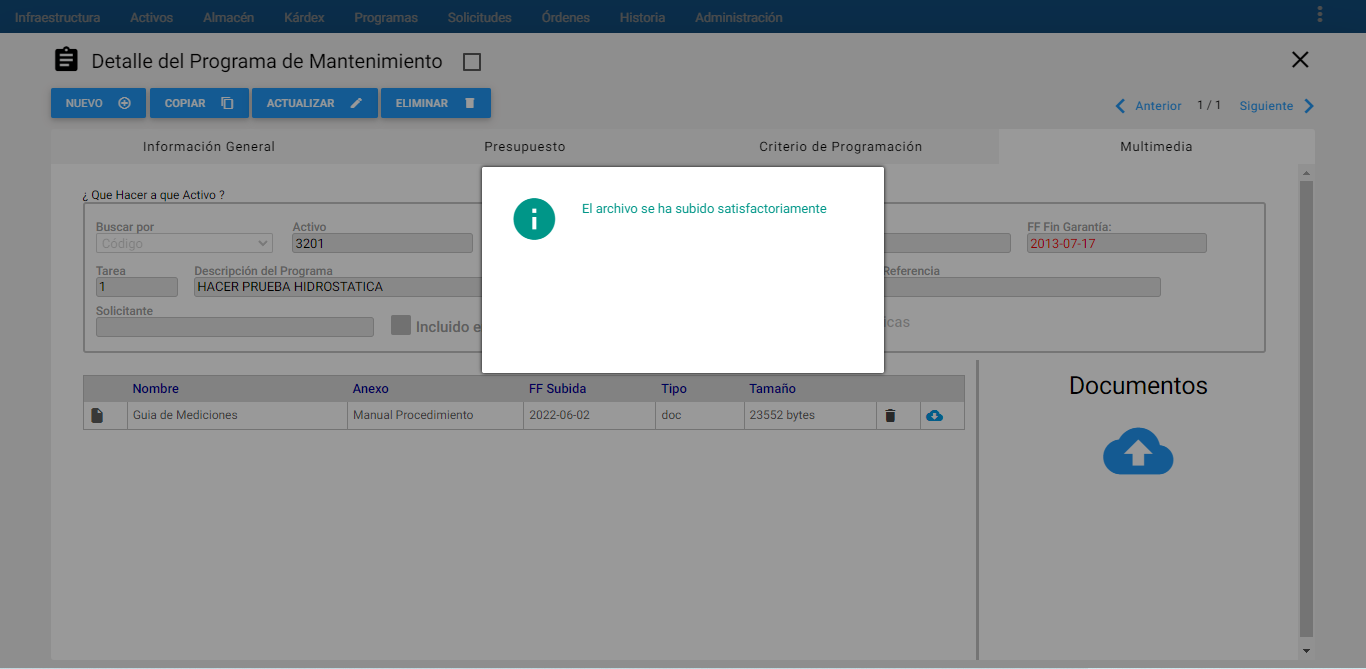 Infraestructura Activos Almacén Kárdex Programas Solicitudes Órdenes Historia Administración
Detalle del Programa de Mantenimiento
NUEVO COPIAR ACTUALIZAR ELIMINAR
Anterior 1 / 1 Siguiente
Información General Presupuesto Criterio de Programación Multimedia
¿ Que Hacer a que Activo ?
El archivo se ha subido satisfactoriamente
Buscar por Activo FF Fin Garantía:
Código 3201 2013-07-17
Tarea Descripción del Programa Referencia
1 HACER PRUEBA HIDROSTATICA
Solicitante
Incluido e icas
Nombre Anexo FF Subida Tipo Tamaño
Guia de Mediciones Manual Procedimiento 2022-06-02 doc 23552 bytes
Documentos